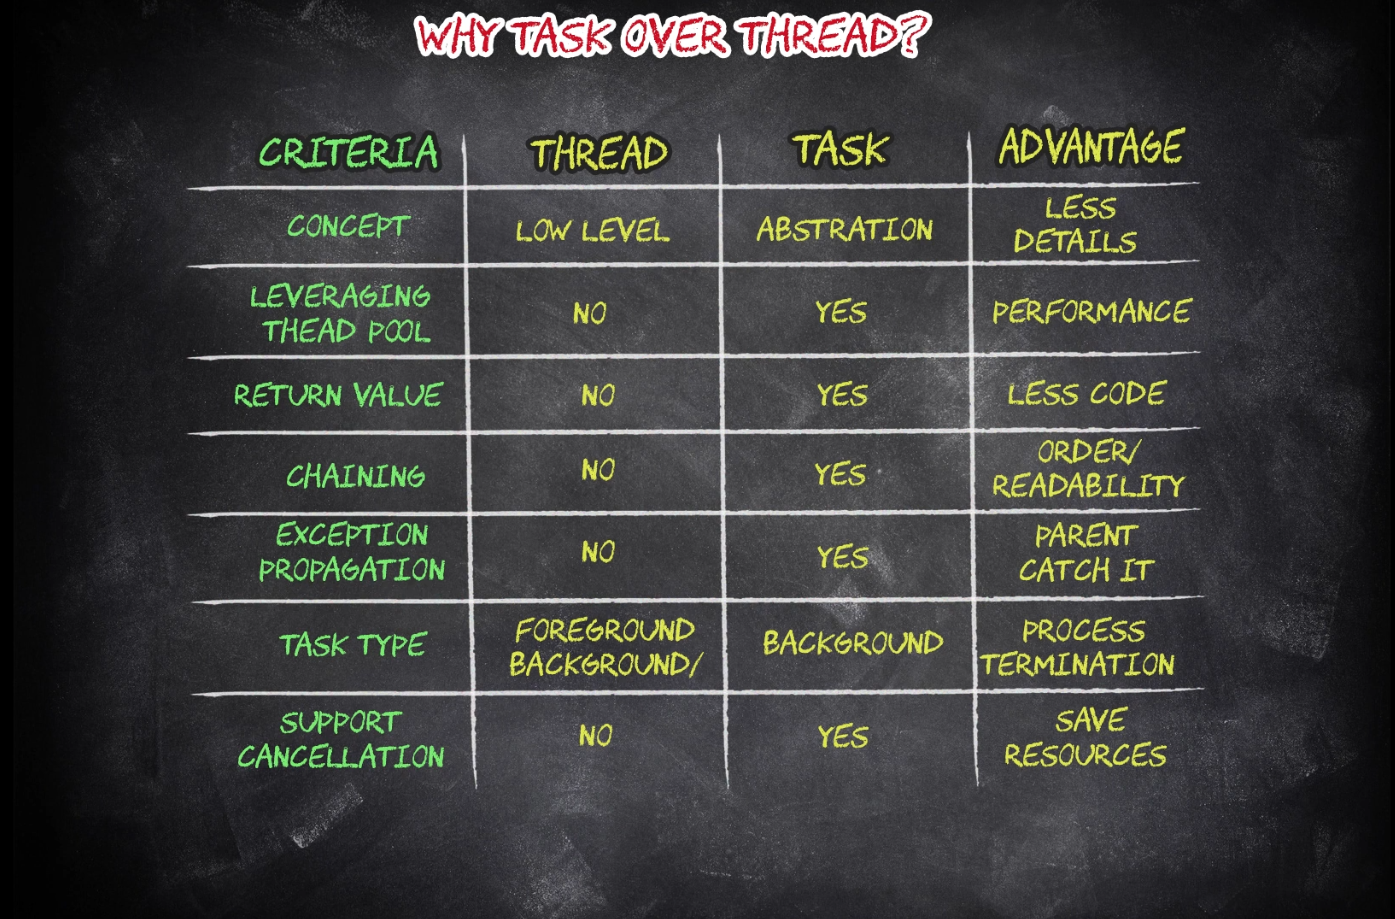 WHY TASK OVER THREAD?
CRITERIA THREAD TASK ADVANTAGE
CONCEPT LOW LEVEL ABSTRATION LESS
DETAILS
LEVERAGING
THEAD POOL NO YES PERFORMANCE
RETURN VALUE NO YES LESS CODE
CHAINING NO YES ORDER/
READABILITY
EXCEPTION
PROPAGATION NO YES PARENT
CATCH IT
TASK TYPE FOREGROUND
BACKGROUND/ BACKGROUND PROCESS
TERMINATION
SUPPORT
CANCELLATION NO YES SAVE
RESOURCES